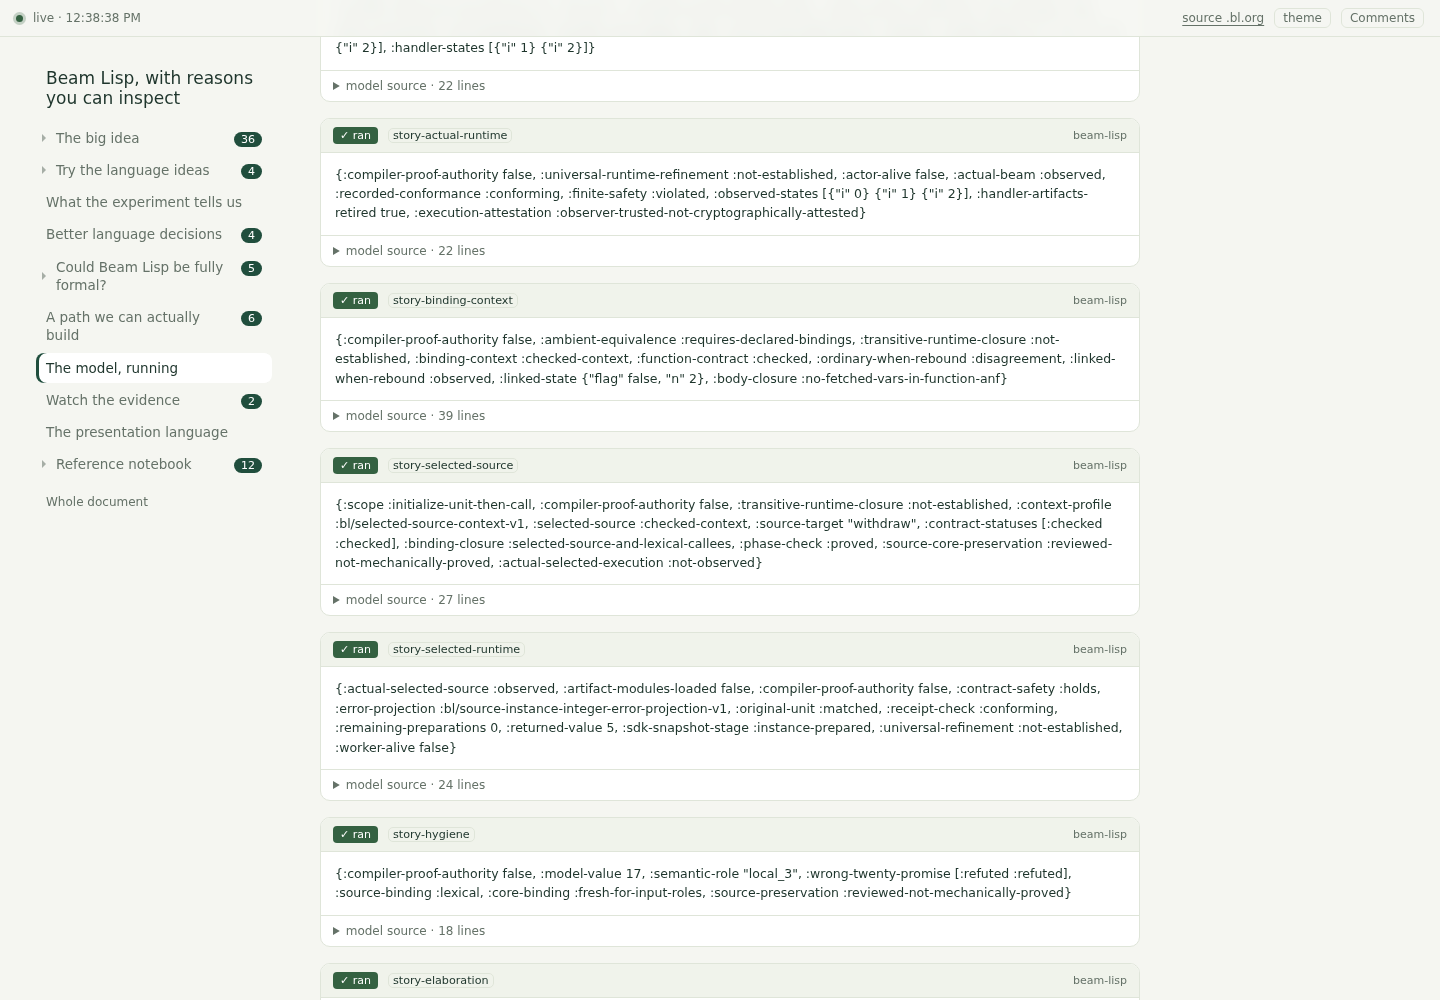 live · 12:38:38 PM
source .bl.org
theme
Comments
Beam Lisp, with reasons
you can inspect
The big idea 36
Try the language ideas 4
What the experiment tells us
Better language decisions 4
Could Beam Lisp be fully 5
formal?
A path we can actually 6
build
The model, running
Watch the evidence 2
The presentation language
Reference notebook 12
Whole document
{"i" 2}], :handler-states [{"i" 1} {"i" 2}]}
model source · 22 lines
✓ ran story-actual-runtime beam-lisp
{:compiler-proof-authority false, :universal-runtime-refinement :not-established, :actor-alive false, :actual-beam :observed,
:recorded-conformance :conforming, :finite-safety :violated, :observed-states [{"i" 0} {"i" 1} {"i" 2}], :handler-artifacts-
retired true, :execution-attestation :observer-trusted-not-cryptographically-attested}
model source · 22 lines
✓ ran story-binding-context beam-lisp
{:compiler-proof-authority false, :ambient-equivalence :requires-declared-bindings, :transitive-runtime-closure :not-
established, :binding-context :checked-context, :function-contract :checked, :ordinary-when-rebound :disagreement, :linked-
when-rebound :observed, :linked-state {"flag" false, "n" 2}, :body-closure :no-fetched-vars-in-function-anf}
model source · 39 lines
✓ ran story-selected-source beam-lisp
{:scope :initialize-unit-then-call, :compiler-proof-authority false, :transitive-runtime-closure :not-established, :context-profile
:bl/selected-source-context-v1, :selected-source :checked-context, :source-target "withdraw", :contract-statuses [:checked
:checked], :binding-closure :selected-source-and-lexical-callees, :phase-check :proved, :source-core-preservation :reviewed-
not-mechanically-proved, :actual-selected-execution :not-observed}
model source · 27 lines
✓ ran story-selected-runtime beam-lisp
{:actual-selected-source :observed, :artifact-modules-loaded false, :compiler-proof-authority false, :contract-safety :holds,
:error-projection :bl/source-instance-integer-error-projection-v1, :original-unit :matched, :receipt-check :conforming,
:remaining-preparations 0, :returned-value 5, :sdk-snapshot-stage :instance-prepared, :universal-refinement :not-established,
:worker-alive false}
model source · 24 lines
✓ ran story-hygiene beam-lisp
{:compiler-proof-authority false, :model-value 17, :semantic-role "local_3", :wrong-twenty-promise [:refuted :refuted],
:source-binding :lexical, :core-binding :fresh-for-input-roles, :source-preservation :reviewed-not-mechanically-proved}
model source · 18 lines
✓ ran story-elaboration beam-lisp